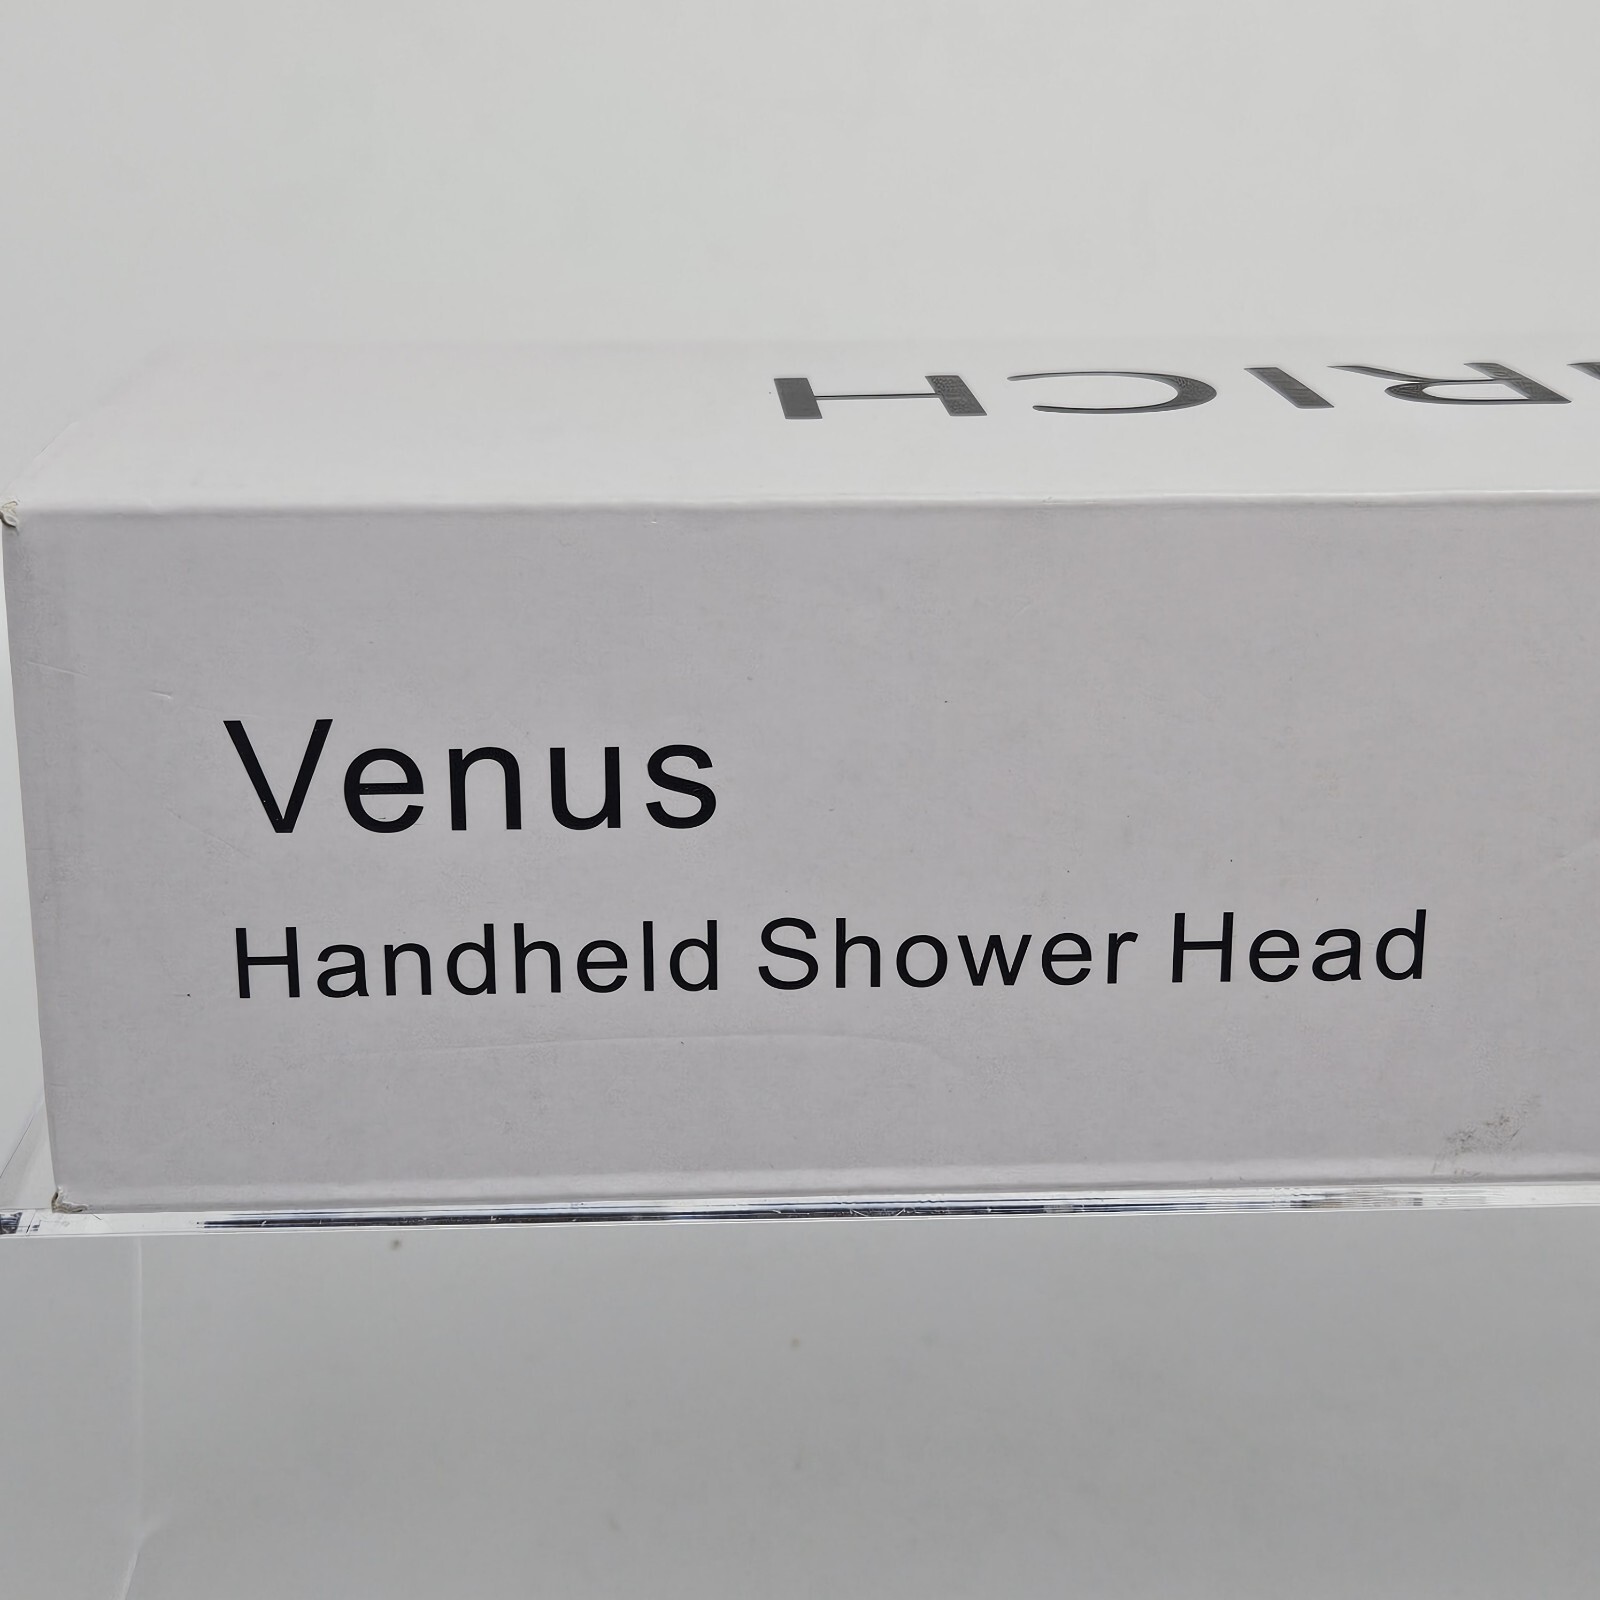 RICH
Venus
Handheld Shower Head